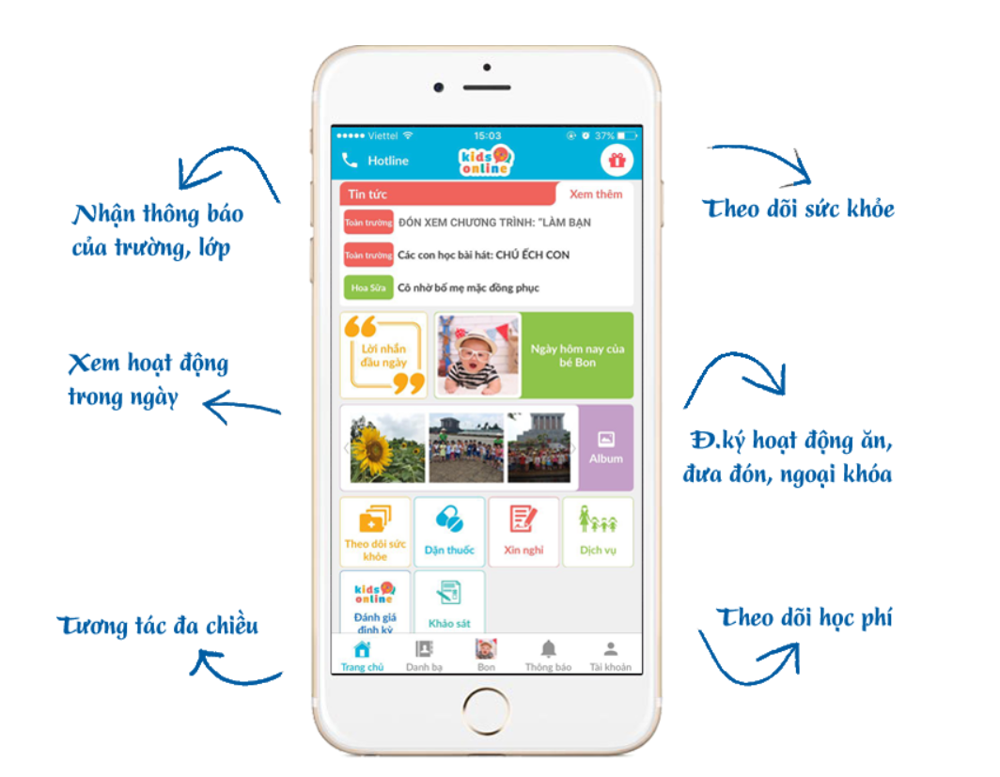 Viettel 15:03 37%
Hotline
kids
online
Tin tức Xem thêm
Toàn trường ĐÓN XEM CHƯƠNG TRÌNH: "LÀM BẠN
Toàn trường Các con học bài hát: CHÚ ẾCH CON
Hoa Sữa Cô nhờ bố mẹ mặc đồng phục
Lời nhắn
đầu ngày
Ngày hôm nay của
bé Bon
Album
Theo dõi sức
khỏe
Dặn thuốc
Xin nghỉ
Dịch vụ
kids
online
Đánh giá
định kỳ
Khảo sát
Trang chủ Danh bạ Bon Thông báo Tài khoản
Nhận thông báo
của trường, lớp
Xem hoạt động
trong ngày
Tương tác đa chiều
Theo dõi sức khỏe
Đ.ký hoạt động ăn,
đưa đón, ngoại khóa
Theo dõi học phí